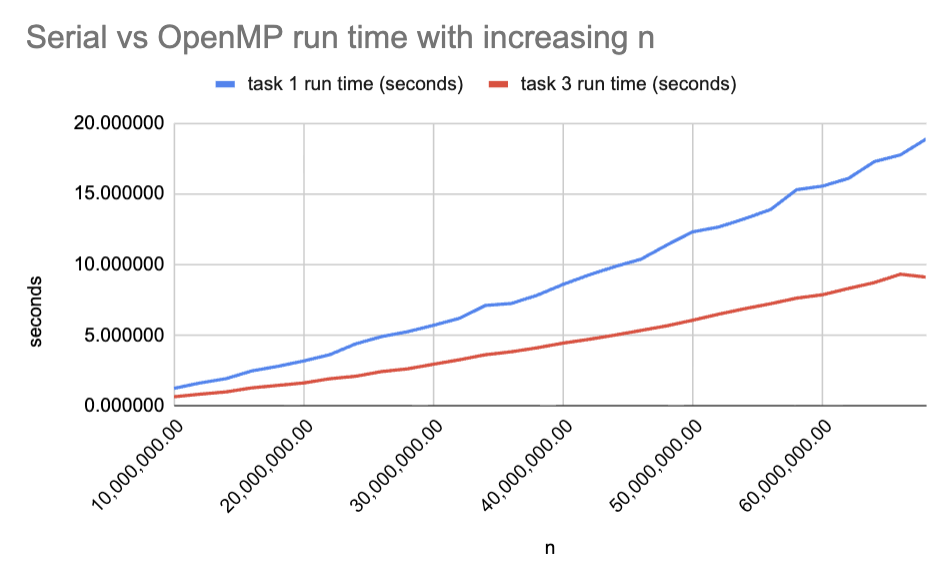 Serial vs OpenMP run time with increasing n
task 1 run time (seconds) task 3 run time (seconds)
20.000000
15.000000
10.000000
5.000000
0.000000
seconds
10,000,000.00
20,000,000.00
30,000,000.00
40,000,000.00
50,000,000.00
60,000,000.00
n